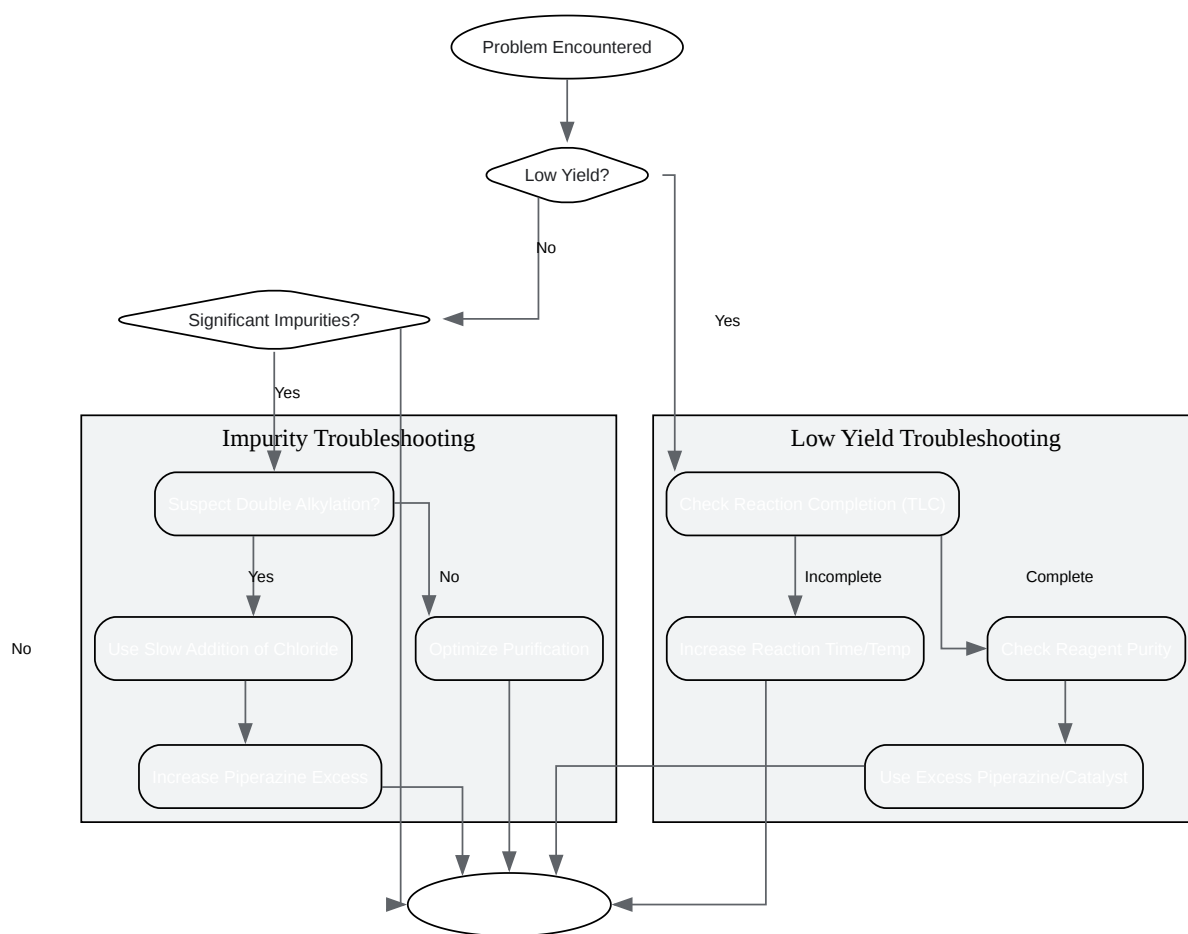 Problem Encountered
Low Yield?
No
Significant Impurities?
Yes
Yes
Impurity Troubleshooting
Low Yield Troubleshooting
Suspect Double Alkylation?
Check Reaction Completion (TLC)
Yes
No
Incomplete
Complete
No
Use Slow Addition of Chloride
Optimize Purification
Increase Reaction Time/Temp
Check Reagent Purity
Increase Piperazine Excess
Use Excess Piperazine/Catalyst